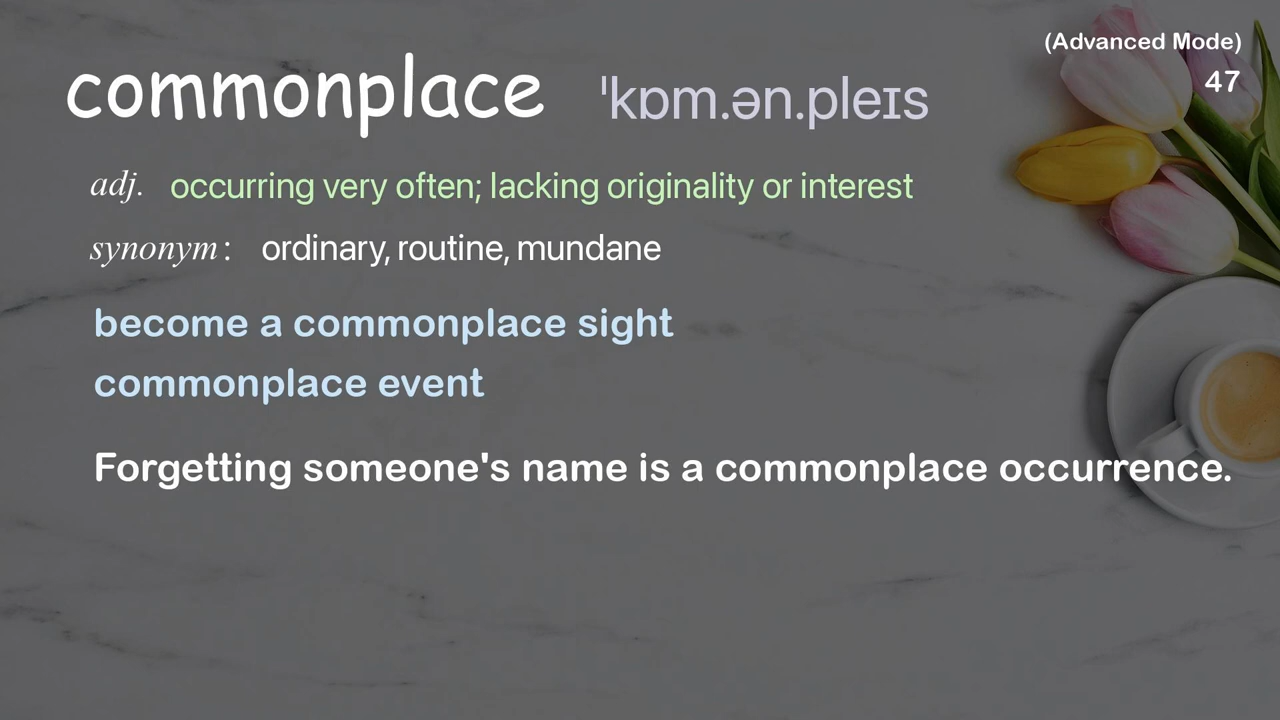 (Advanced Mode)
commonplace ˈkɒm.ən.pleɪs
47
adj. occurring very often; lacking originality or interest
synonym: ordinary, routine, mundane
become a commonplace sight
commonplace event
Forgetting someone's name is a commonplace occurrence.